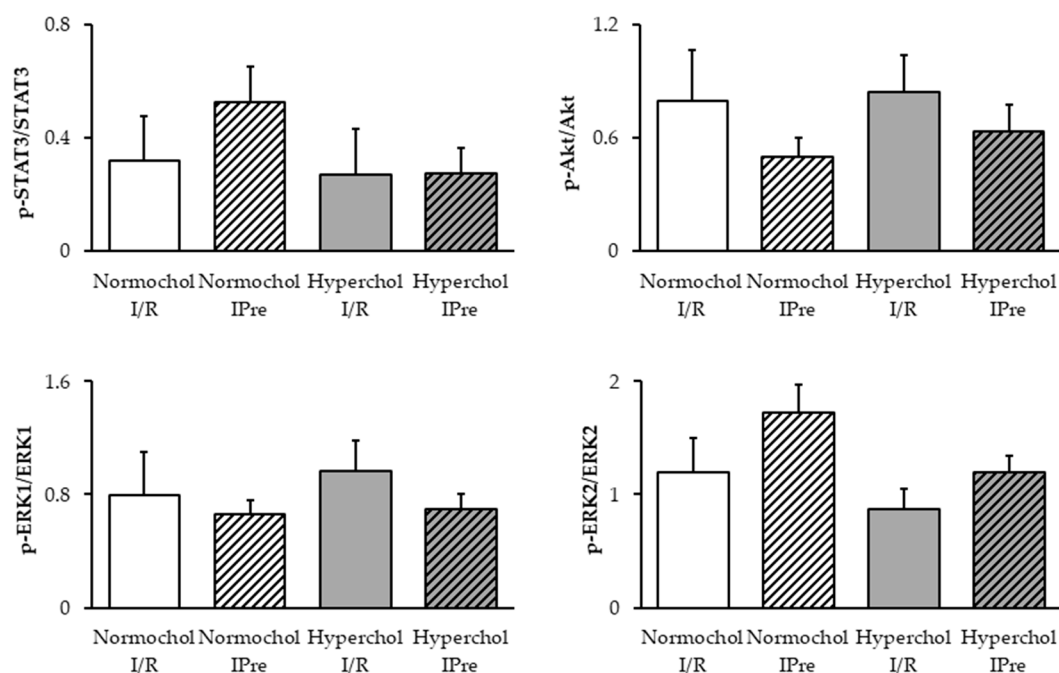 0.8
0.4
0
p-STAT3/STAT3
Normochol Normochol Hyperchol Hyperchol
I/R IPre I/R IPre
1.2
0.6
0
p-Akt/Akt
Normochol Normochol Hyperchol Hyperchol
I/R IPre I/R IPre
1.6
0.8
0
p-ERK1/ERK1
Normochol Normochol Hyperchol Hyperchol
I/R IPre I/R IPre
2
1
0
p-ERK2/ERK2
Normochol Normochol Hyperchol Hyperchol
I/R IPre I/R IPre